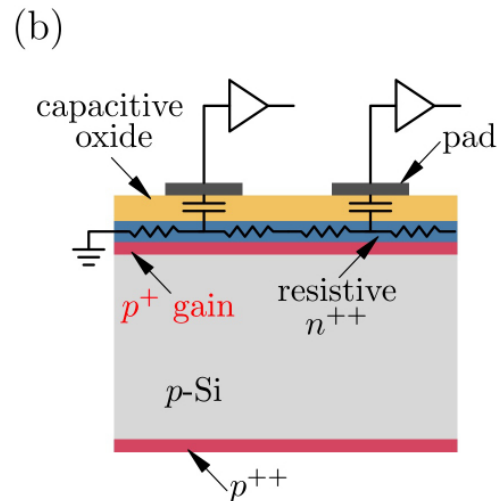 (b)
capacitive
oxide
pad
p⁺ gain
resistive
n⁺⁺
p-Si
p⁺⁺